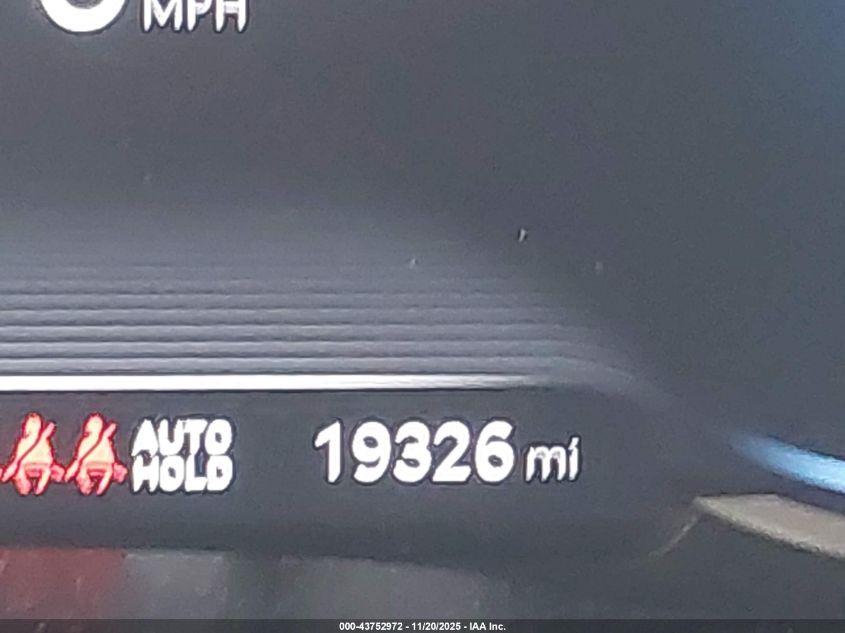 MPH
AUTO
HOLD
19326 mi
000-43752972 - 11/20/2025 - IAA Inc.